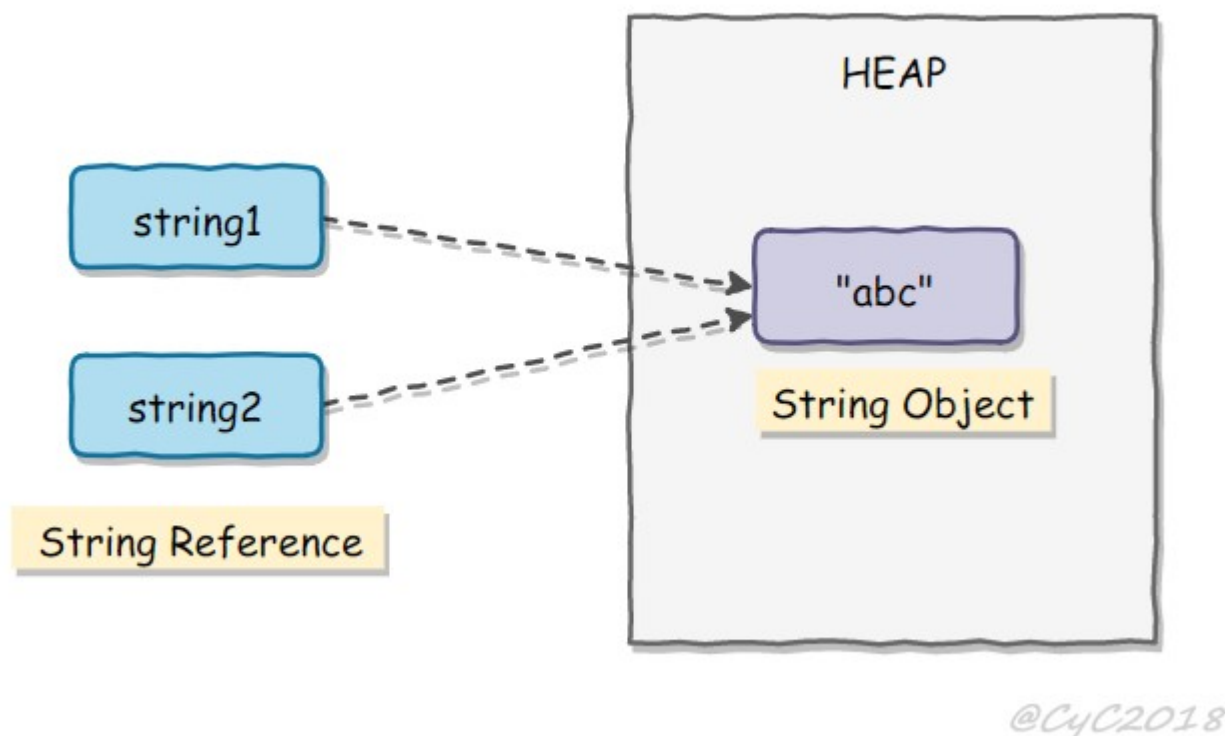 HEAP
string1
"abc"
string2
String Object
String Reference
@CyC2018